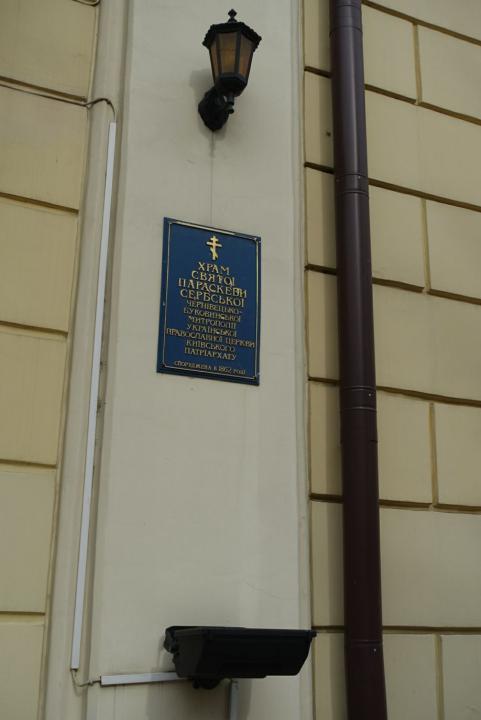 ХРАМ
СВЯТОЇ
ПАРАСКЕВИ
СЕРБСЬКОЇ
ЧЕРНІВЕЦЬКО-
БУКОВИНСЬКОЇ
МИТРОПОЛІЇ
УКРАЇНСЬКОЇ
ПРАВОСЛАВНОЇ ЦЕРКВИ
КИЇВСЬКОГО
ПАТРІАРХАТУ
СПОРУДЖЕНА В 1862 РОЦІ